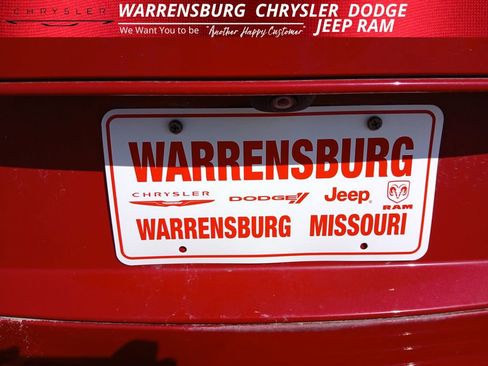 CHRYSLER
WARRENSBURG CHRYSLER DODGE
JEEP RAM
We Want You to be "Another Happy Customer"
WARRENSBURG
CHRYSLER DODGE Jeep RAM
WARRENSBURG MISSOURI